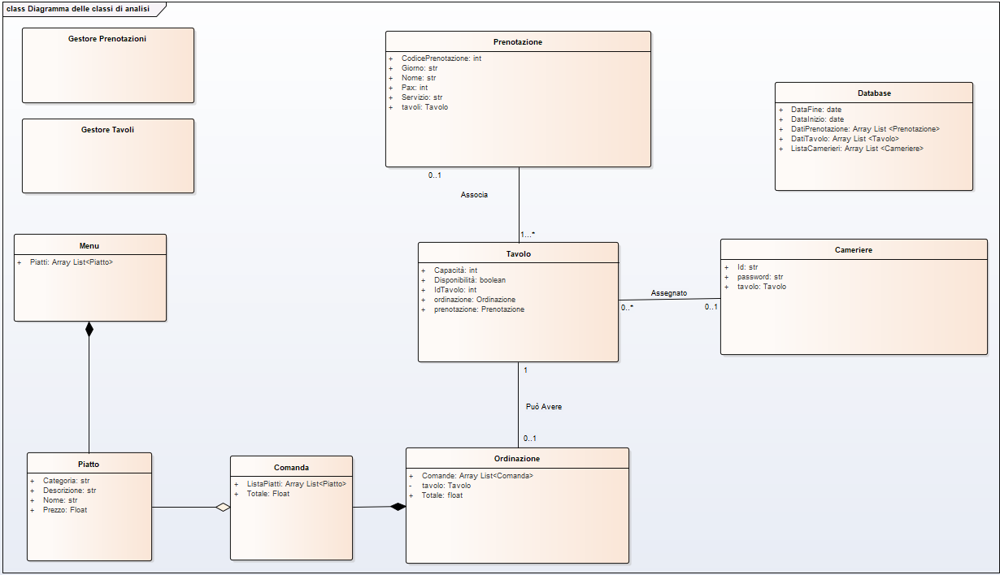 class Diagramma delle classi di analisi
Gestore Prenotazioni
Gestore Tavoli
Prenotazione
+ CodicePrenotazione: int
+ Giorno: str
+ Nome: str
+ Pax: int
+ Servizio: str
+ tavoli: Tavolo
Database
+ DataFine: date
+ DataInizio: date
+ DatiPrenotazione: Array List <Prenotazione>
+ DatiTavolo: Array List <Tavolo>
+ ListaCamerieri: Array List <Cameriere>
0..1
Associa
1...*
Menu
+ Piatti: Array List<Piatto>
Tavolo
+ Capacità: int
+ Disponibilità: boolean
+ IdTavolo: int
+ ordinazione: Ordinazione
+ prenotazione: Prenotazione
Assegnato
0..*
0..1
Cameriere
+ Id: str
+ password: str
+ tavolo: Tavolo
1
Può Avere
0..1
Piatto
+ Categoria: str
+ Descrizione: str
+ Nome: str
+ Prezzo: Float
Comanda
+ ListaPiatti: Array List<Piatto>
+ Totale: Float
Ordinazione
+ Comande: Array List<Comanda>
- tavolo: Tavolo
+ Totale: float